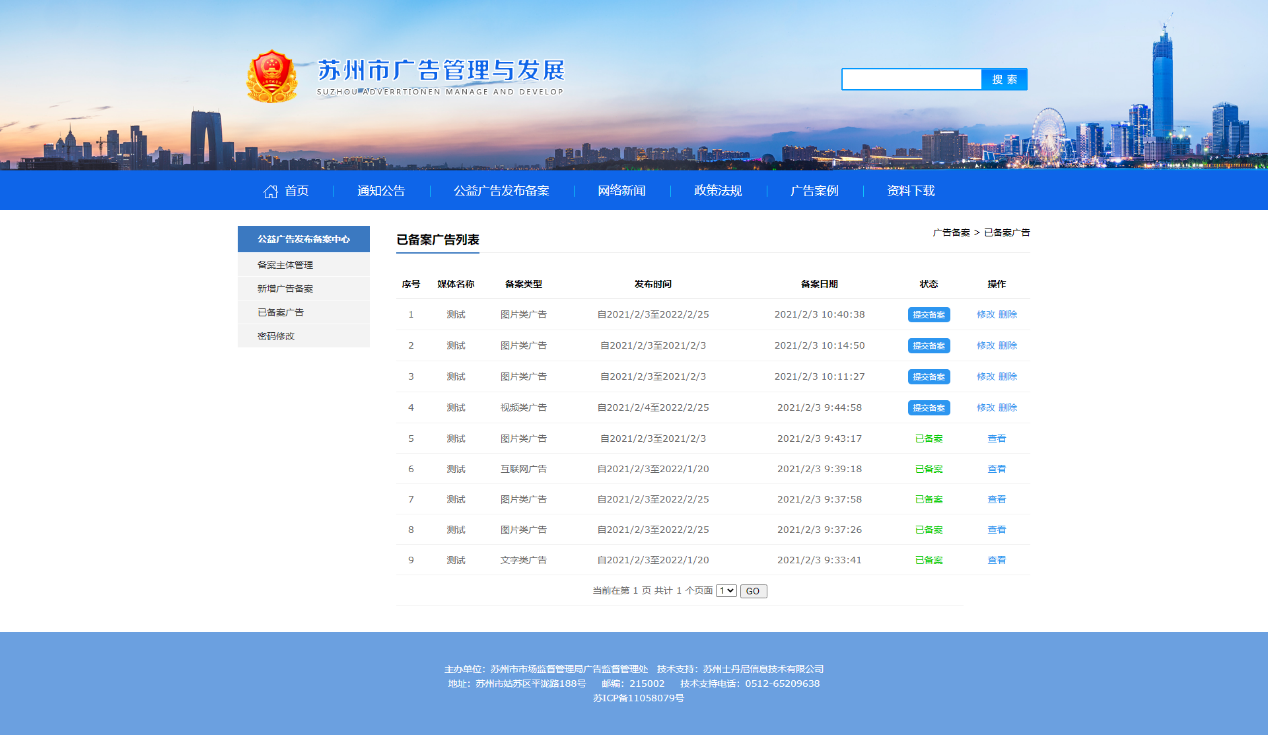 苏州市广告管理与发展
SUZHOU ADVERRTIONEN MANAGE AND DEVELOP
搜 索
首页 通知公告 公益广告发布备案 网络新闻 政策法规 广告案例 资料下载
公益广告发布备案中心
备案主体管理
新增广告备案
已备案广告
密码修改
已备案广告列表
广告备案 > 已备案广告
序号 媒体名称 备案类型 发布时间 备案日期 状态 操作
1 测试 图片类广告 自2021/2/3至2022/2/25 2021/2/3 10:40:38 提交备案 修改 删除
2 测试 图片类广告 自2021/2/3至2021/2/3 2021/2/3 10:14:50 提交备案 修改 删除
3 测试 图片类广告 自2021/2/3至2021/2/3 2021/2/3 10:11:27 提交备案 修改 删除
4 测试 视频类广告 自2021/2/4至2022/2/25 2021/2/3 9:44:58 提交备案 修改 删除
5 测试 图片类广告 自2021/2/3至2021/2/3 2021/2/3 9:43:17 已备案 查看
6 测试 互联网广告 自2021/2/3至2022/1/20 2021/2/3 9:39:18 已备案 查看
7 测试 图片类广告 自2021/2/3至2022/2/25 2021/2/3 9:37:58 已备案 查看
8 测试 图片类广告 自2021/2/3至2022/2/25 2021/2/3 9:37:26 已备案 查看
9 测试 文字类广告 自2021/2/3至2022/1/20 2021/2/3 9:33:41 已备案 查看
当前在第 1 页 共计 1 个页面 1 GO
主办单位：苏州市市场监督管理局广告监督管理处 技术支持：苏州士丹尼信息技术有限公司
地址：苏州市姑苏区平泷路188号 邮编：215002 技术支持电话：0512-65209638
苏ICP备11058079号